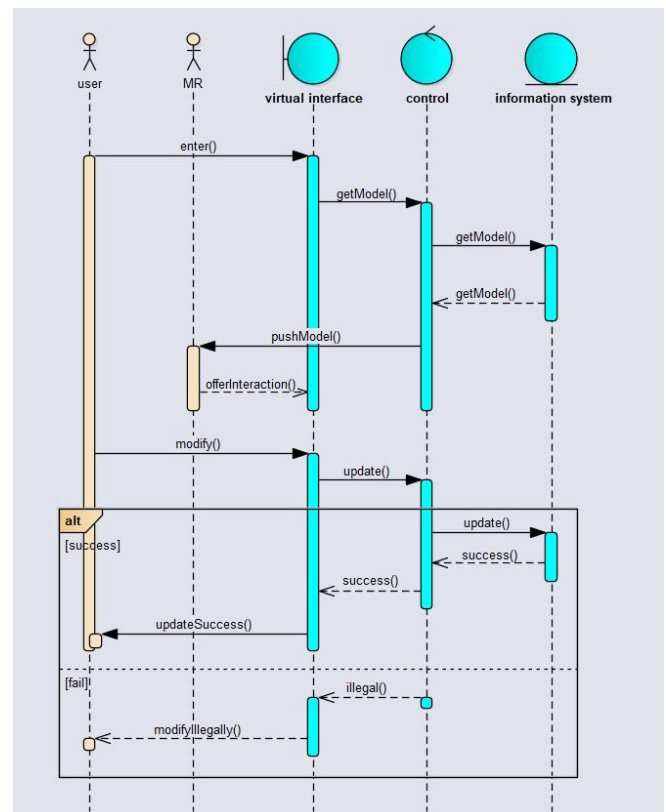 user
MR
virtual interface
control
information system
enter()
getModel()
getModel()
getModel()
pushModel()
offerInteraction()
modify()
update()
alt
update()
[success]
success()
success()
updateSuccess()
[fail]
illegal()
modifyIllegally()